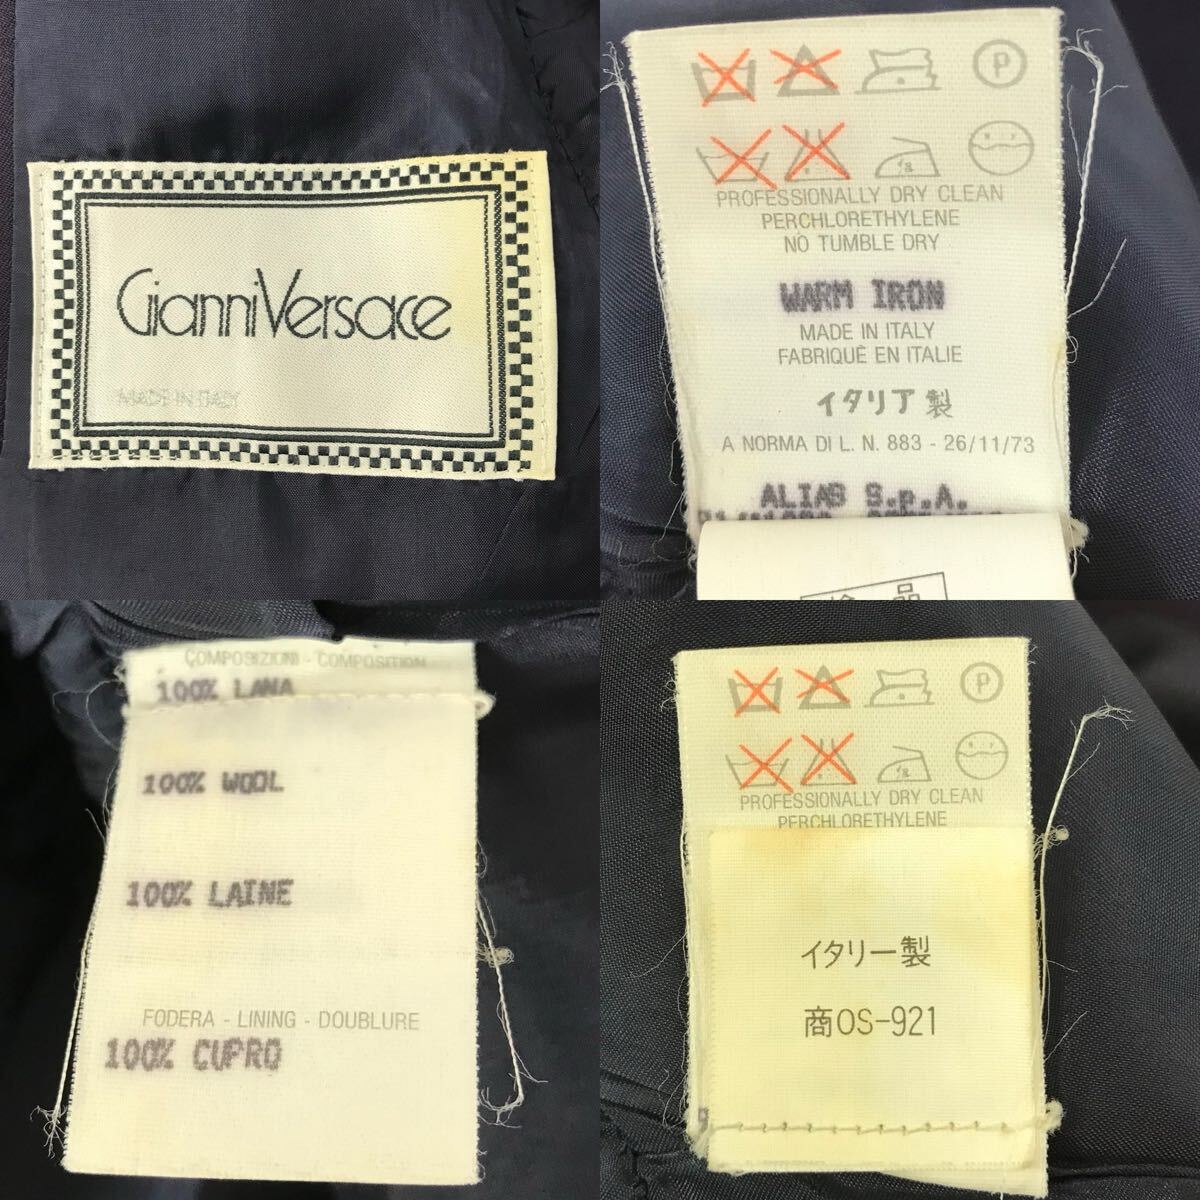 GianniVersace
MADE IN ITALY
P
PROFESSIONALLY DRY CLEAN
PERCHLORETHYLENE
NO TUMBLE DRY
WARM IRON
MADE IN ITALY
FABRIQUÈ EN ITALIE
イタリア製
A NORMA DI L. N. 883 - 26/11/73
ALIAS S.p.A.
COMPOSIZIONI - COMPOSITION
100% LANA
100% WOOL
100% LAINE
FODERA - LINING - DOUBLURE
100% CUPRO
P
PROFESSIONALLY DRY CLEAN
PERCHLORETHYLENE
イタリー製
商OS-921